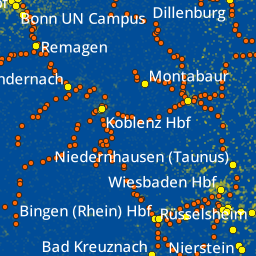 Bonn UN Campus
Dillenburg
Remagen
ndernach
Montabaur
Koblenz Hbf
Niedernhausen (Taunus)
Wiesbaden Hbf
Bingen (Rhein) Hbf
Rüsselsheim
Bad Kreuznach
Nierstein